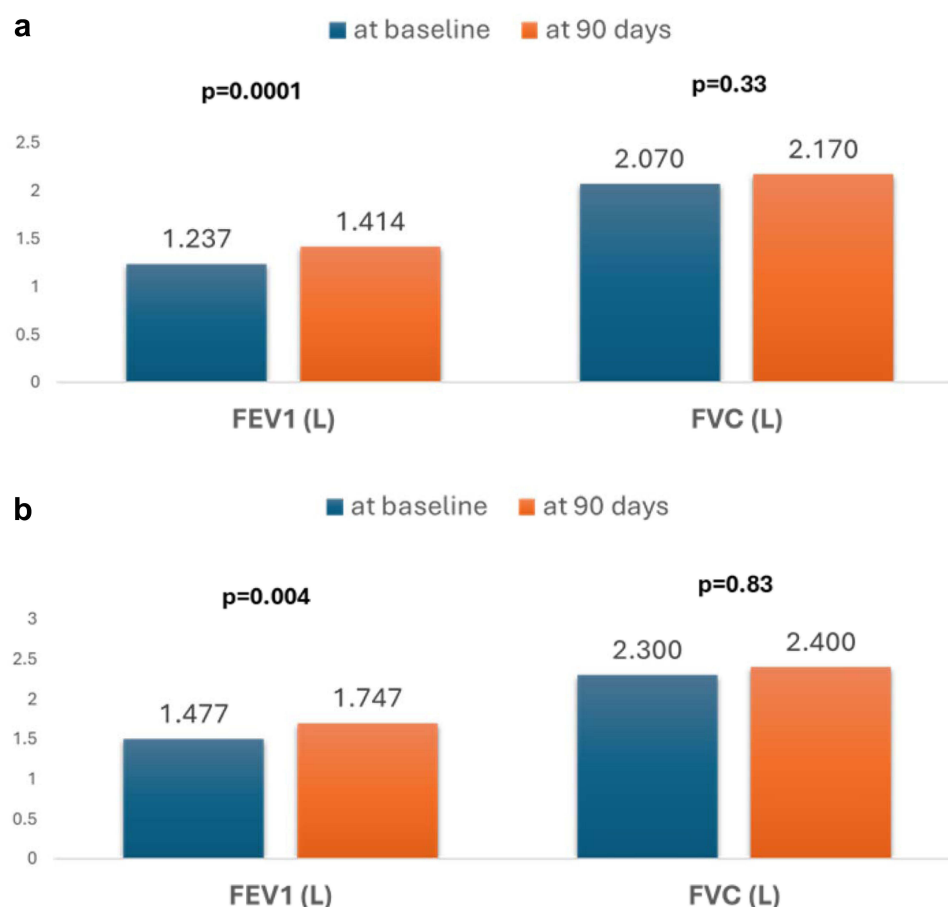 a
at baseline at 90 days
p=0.0001
p=0.33
2.5
2
1.5
1
0.5
0
1.237
1.414
2.070
2.170
FEV1 (L)
FVC (L)
b
at baseline at 90 days
p=0.004
p=0.83
3
2.5
2
1.5
1
0.5
0
1.477
1.747
2.300
2.400
FEV1 (L)
FVC (L)